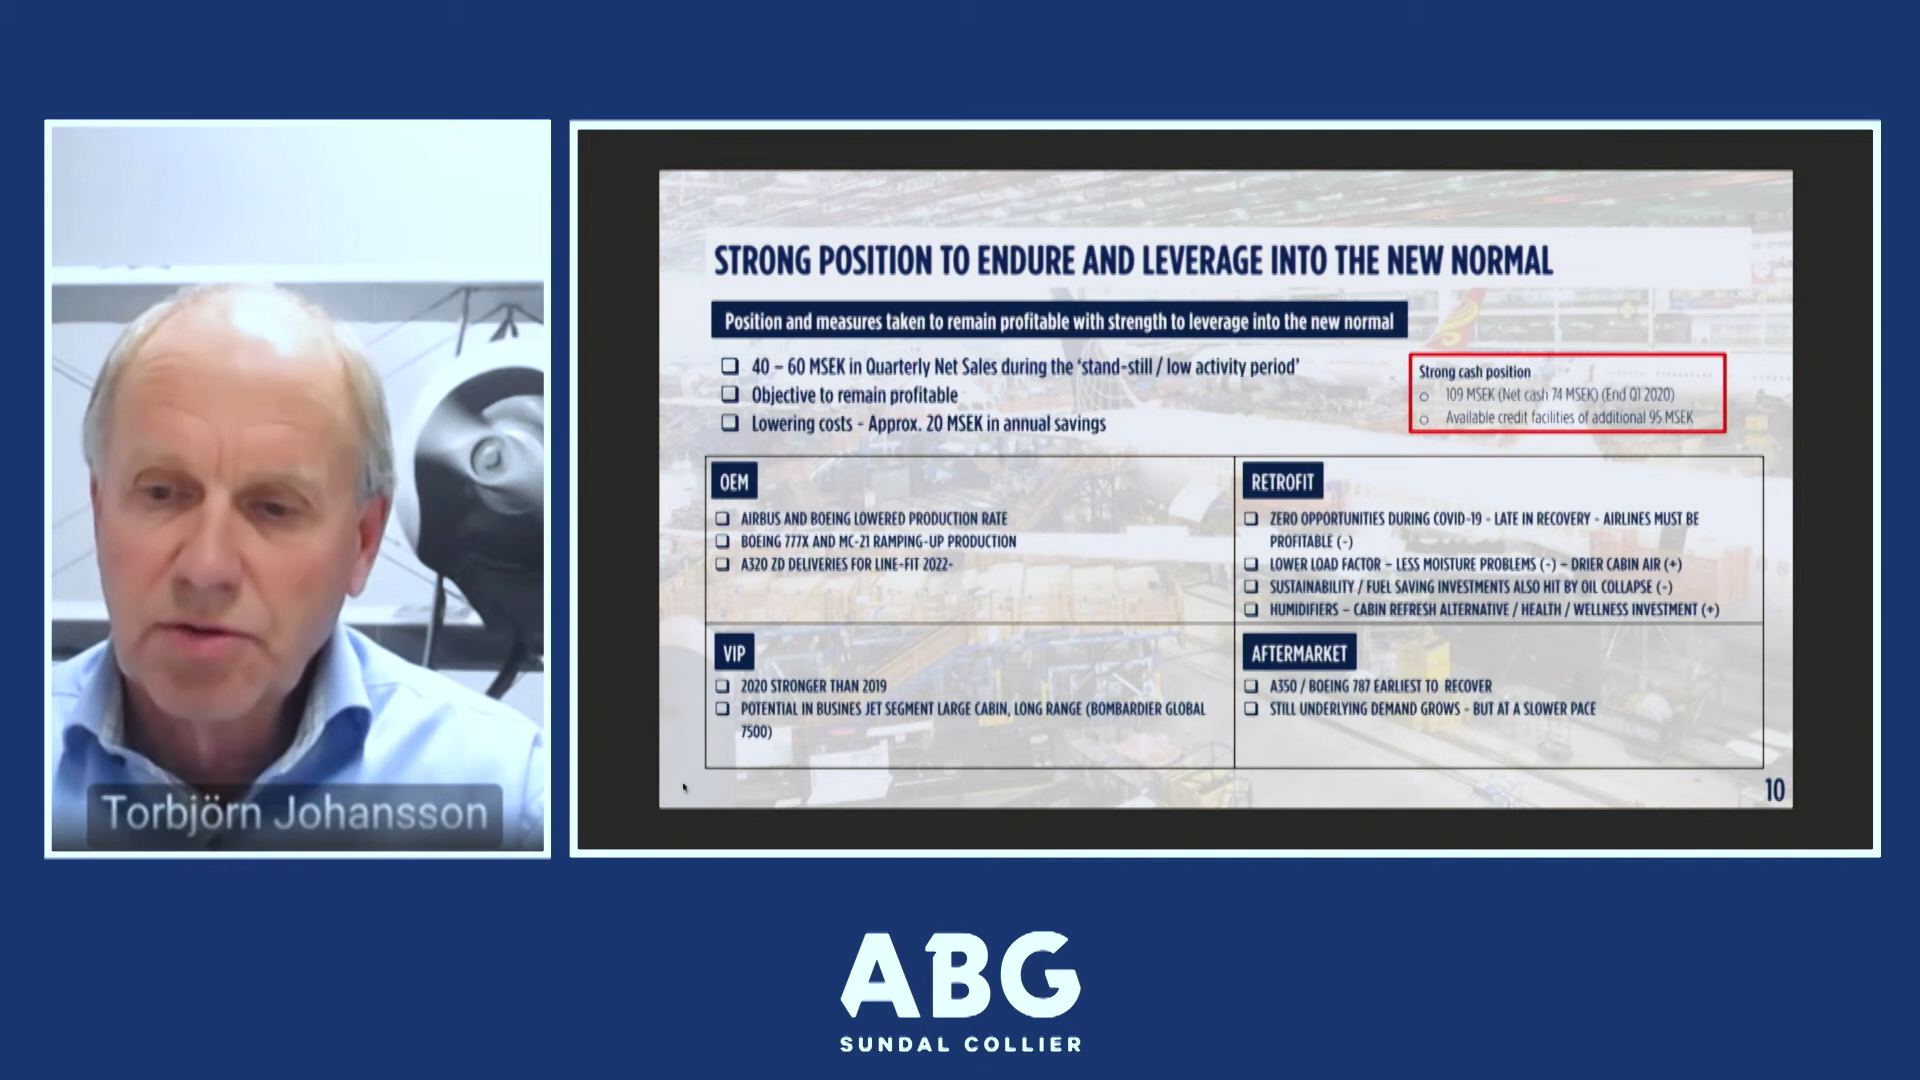 STRONG POSITION TO ENDURE AND LEVERAGE INTO THE NEW NORMAL
Position and measures taken to remain profitable with strength to leverage into the new normal
40 – 60 MSEK in Quarterly Net Sales during the ‘stand-still / low activity period’
Objective to remain profitable
Lowering costs - Approx. 20 MSEK in annual savings
Strong cash position
109 MSEK (Net cash 74 MSEK) (End Q1 2020)
Available credit facilities of additional 95 MSEK
OEM
AIRBUS AND BOEING LOWERED PRODUCTION RATE
BOEING 777X AND MC-21 RAMPING-UP PRODUCTION
A320 ZD DELIVERIES FOR LINE-FIT 2022-
RETROFIT
ZERO OPPORTUNITIES DURING COVID-19 - LATE IN RECOVERY - AIRLINES MUST BE
PROFITABLE (-)
LOWER LOAD FACTOR – LESS MOISTURE PROBLEMS (-) – DRIER CABIN AIR (+)
SUSTAINABILITY / FUEL SAVING INVESTMENTS ALSO HIT BY OIL COLLAPSE (-)
HUMIDIFIERS – CABIN REFRESH ALTERNATIVE / HEALTH / WELLNESS INVESTMENT (+)
VIP
2020 STRONGER THAN 2019
POTENTIAL IN BUSINES JET SEGMENT LARGE CABIN, LONG RANGE (BOMBARDIER GLOBAL
7500)
AFTERMARKET
A350 / BOEING 787 EARLIEST TO RECOVER
STILL UNDERLYING DEMAND GROWS - BUT AT A SLOWER PACE
10
Torbjörn Johansson
ABG
SUNDAL COLLIER